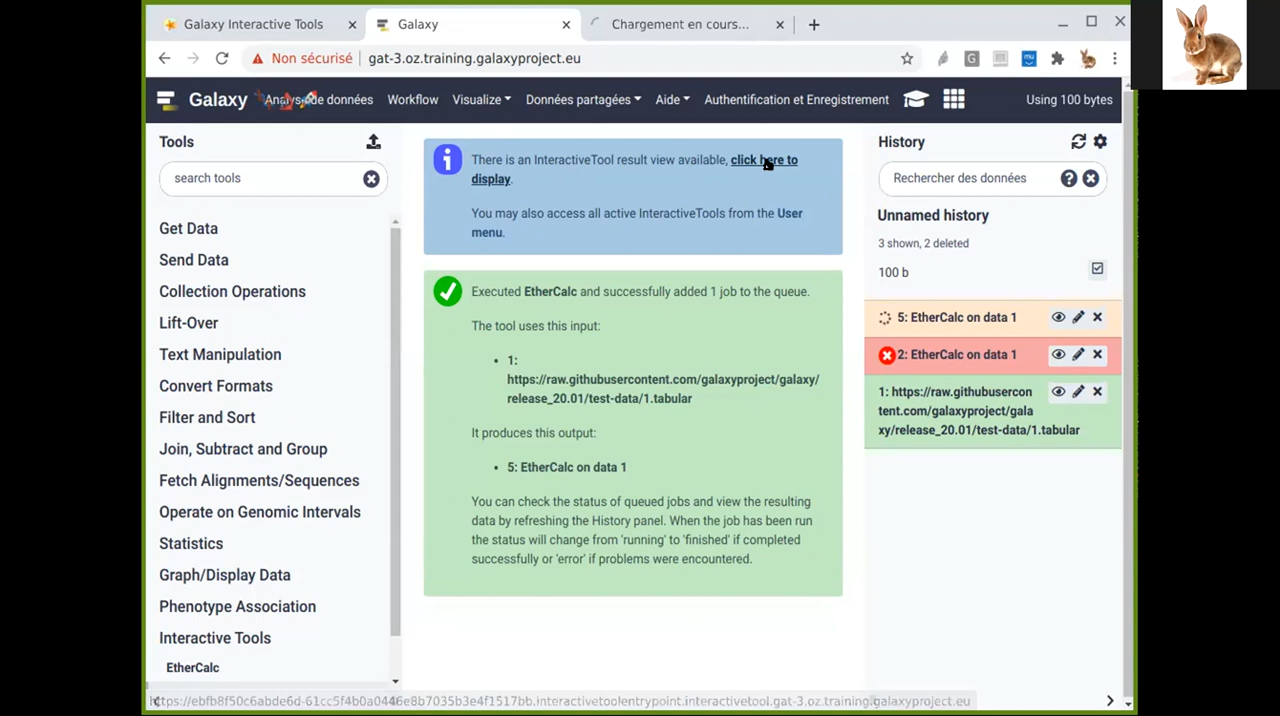 Galaxy Interactive Tools
Galaxy
Chargement en cours...
Non sécurisé
gat-3.oz.training.galaxyproject.eu
Galaxy
Analyse de données
Workflow
Visualize
Données partagées
Aide
Authentification et Enregistrement
Using 100 bytes
Tools
search tools
Get Data
Send Data
Collection Operations
Lift-Over
Text Manipulation
Convert Formats
Filter and Sort
Join, Subtract and Group
Fetch Alignments/Sequences
Operate on Genomic Intervals
Statistics
Graph/Display Data
Phenotype Association
Interactive Tools
EtherCalc
There is an InteractiveTool result view available, click here to
display.
You may also access all active InteractiveTools from the User
menu.
Executed EtherCalc and successfully added 1 job to the queue.
The tool uses this input:
1:
https://raw.githubusercontent.com/galaxyproject/galaxy/
release_20.01/test-data/1.tabular
It produces this output:
5: EtherCalc on data 1
You can check the status of queued jobs and view the resulting
data by refreshing the History panel. When the job has been run
the status will change from 'running' to 'finished' if completed
successfully or 'error' if problems were encountered.
History
Rechercher des données
Unnamed history
3 shown, 2 deleted
100 b
5: EtherCalc on data 1
2: EtherCalc on data 1
1: https://raw.githubusercon
tent.com/galaxyproject/gala
xy/release_20.01/test-data/1.tabular